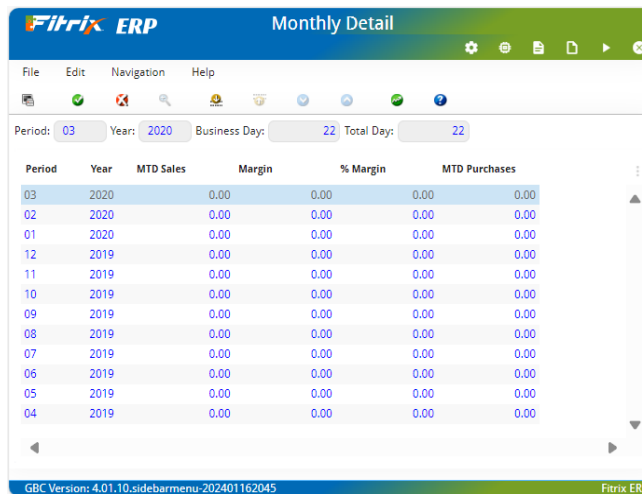 Fitrix ERP Monthly Detail
File Edit Navigation Help
Period: 03 Year: 2020 Business Day: 22 Total Day: 22
Period Year MTD Sales Margin % Margin MTD Purchases
03 2020 0.00 0.00 0.00 0.00
02 2020 0.00 0.00 0.00 0.00
01 2020 0.00 0.00 0.00 0.00
12 2019 0.00 0.00 0.00 0.00
11 2019 0.00 0.00 0.00 0.00
10 2019 0.00 0.00 0.00 0.00
09 2019 0.00 0.00 0.00 0.00
08 2019 0.00 0.00 0.00 0.00
07 2019 0.00 0.00 0.00 0.00
06 2019 0.00 0.00 0.00 0.00
05 2019 0.00 0.00 0.00 0.00
04 2019 0.00 0.00 0.00 0.00
GBC Version: 4.01.10.sidebarmenu-202401162045 Fitrix ER